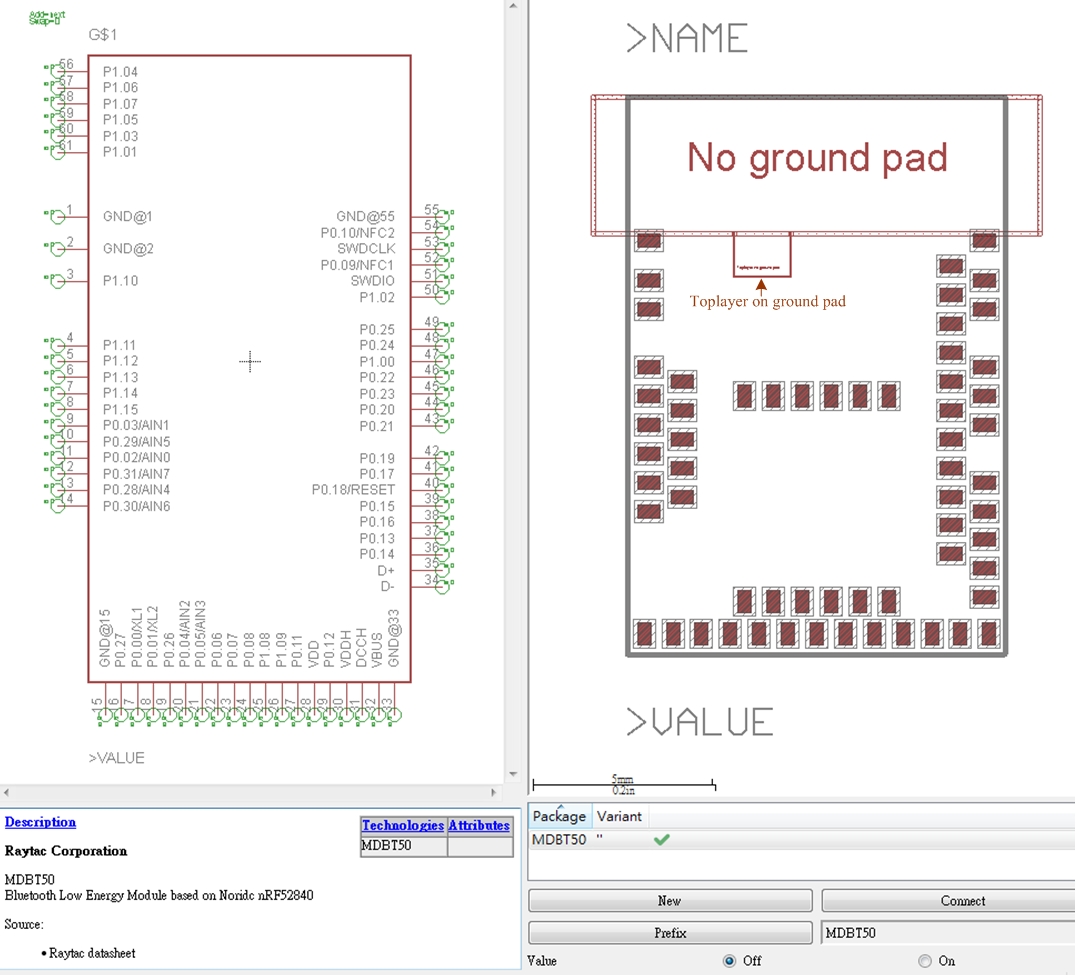 Add=next
Swap=0
G$1
56 P1.04
57 P1.06
58 P1.07
59 P1.05
60 P1.03
61 P1.01
1 GND@1
2 GND@2
3 P1.10
4 P1.11
5 P1.12
6 P1.13
7 P1.14
8 P1.15
9 P0.03/AIN1
10 P0.29/AIN5
11 P0.02/AIN0
12 P0.31/AIN7
13 P0.28/AIN4
14 P0.30/AIN6
GND@55 55
P0.10/NFC2 54
SWDCLK 53
P0.09/NFC1 52
SWDIO 51
P1.02 50
P0.25 49
P0.24 48
P1.00 47
P0.22 46
P0.23 45
P0.20 44
P0.21 43
P0.19 42
P0.17 41
P0.18/RESET 40
P0.15 39
P0.16 38
P0.13 37
P0.14 36
D+ 35
D- 34
GND@15 15
P0.27 16
P0.00/XL1 17
P0.01/XL2 18
P0.26 19
P0.04/AIN2 20
P0.05/AIN3 21
P0.06 22
P0.07 23
P0.08 24
P1.08 25
P1.09 26
P0.11 27
VDD 28
P0.12 29
VDDH 30
DCCH 31
VBUS 32
GND@33 33
>VALUE
>NAME
No ground pad
Toplayer on ground pad
>VALUE
5mm
0.2in
Description
Raytac Corporation
MDBT50
Bluetooth Low Energy Module based on Noridc nRF52840
Source:
• Raytac datasheet
Technologies Attributes
MDBT50
Package Variant
MDBT50 ''
New Connect
Prefix MDBT50
Value Off On